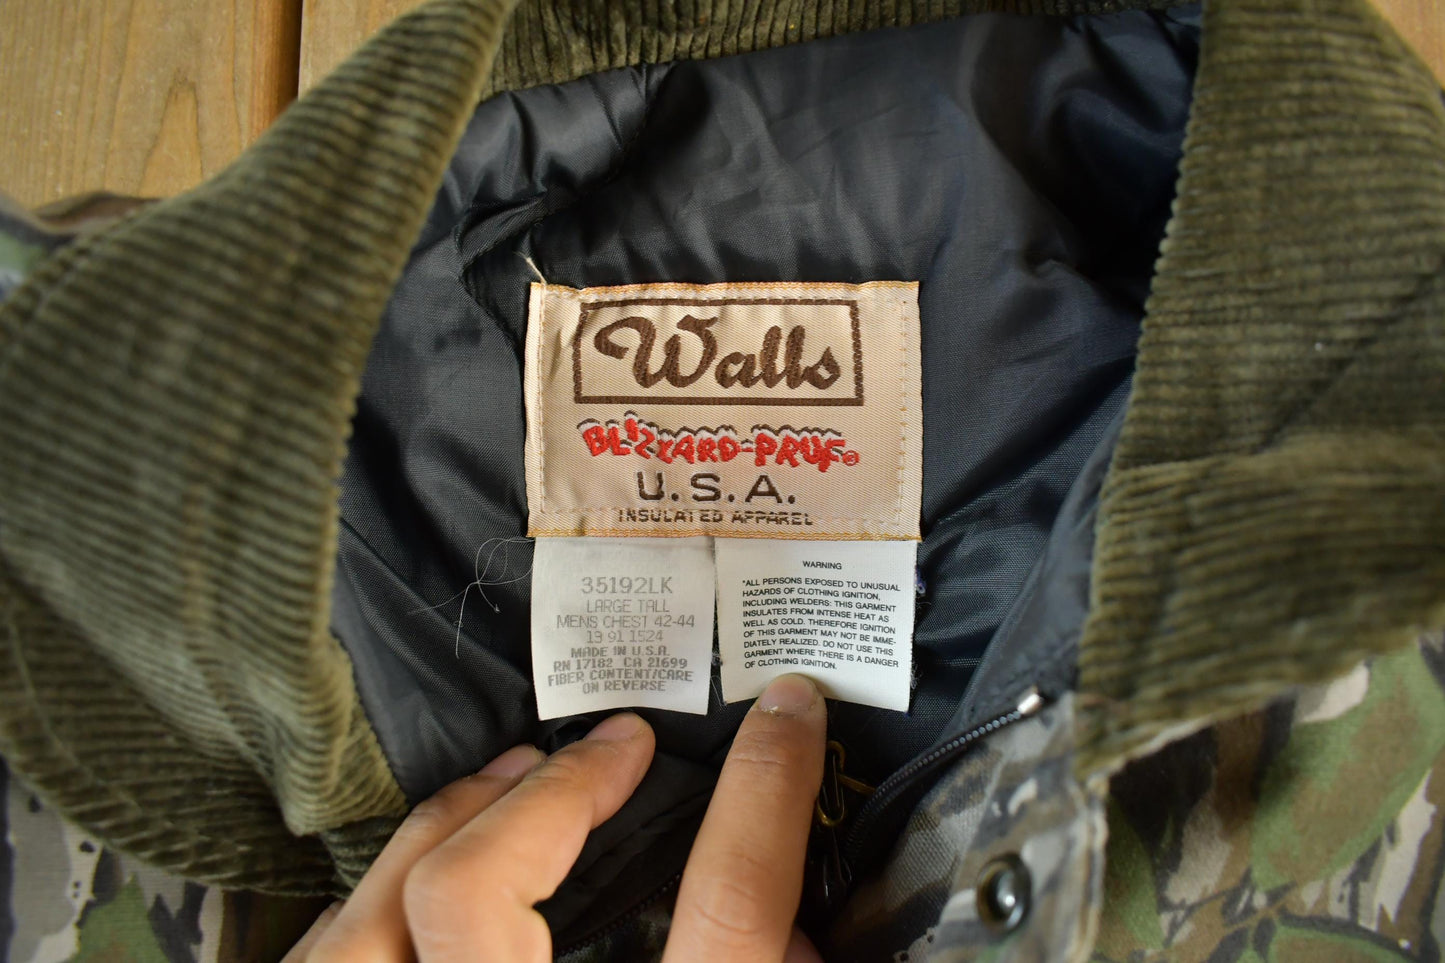 Walls
BLIZZARD-PRUF®
U.S.A.
INSULATED APPAREL
35192LK
LARGE TALL
MENS CHEST 42-44
13 91 1524
MADE IN U.S.A.
RN 17182 CA 21699
FIBER CONTENT/CARE
ON REVERSE
WARNING
"ALL PERSONS EXPOSED TO UNUSUAL
HAZARDS OF CLOTHING IGNITION,
INCLUDING WELDERS: THIS GARMENT
INSULATES FROM INTENSE HEAT AS
WELL AS COLD. THEREFORE IGNITION
OF THIS GARMENT MAY NOT BE IMME-
DIATELY REALIZED. DO NOT USE THIS
GARMENT WHERE THERE IS A DANGER
OF CLOTHING IGNITION.